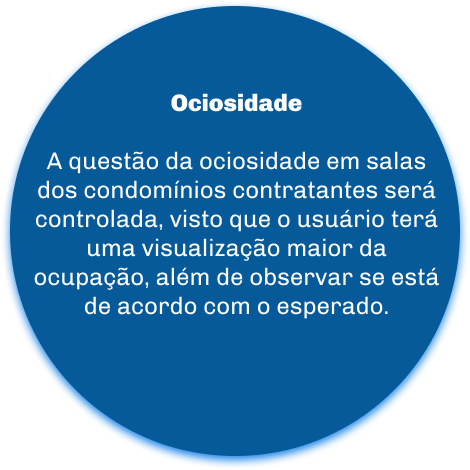 Ociosidade
A questão da ociosidade em salas
dos condomínios contratantes será
controlada, visto que o usuário terá
uma visualização maior da
ocupação, além de observar se está
de acordo com o esperado.